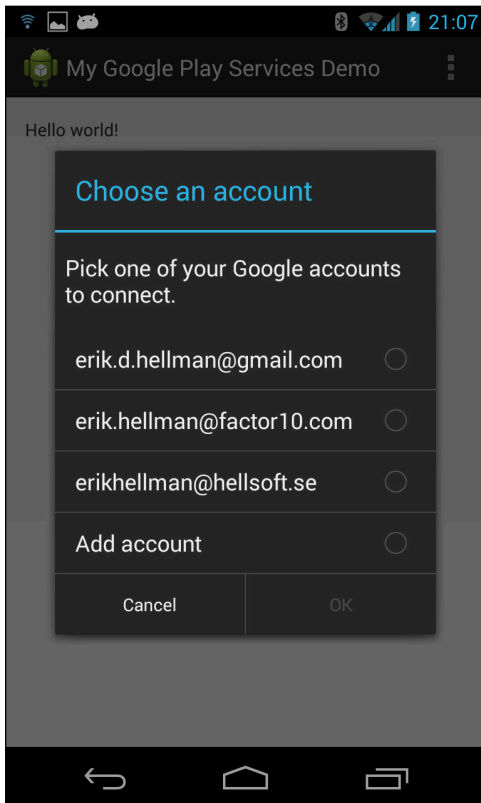 21:07
My Google Play Services Demo
Hello world!
Choose an account
Pick one of your Google accounts
to connect.
erik.d.hellman@gmail.com
erik.hellman@factor10.com
erikhellman@hellsoft.se
Add account
Cancel
OK